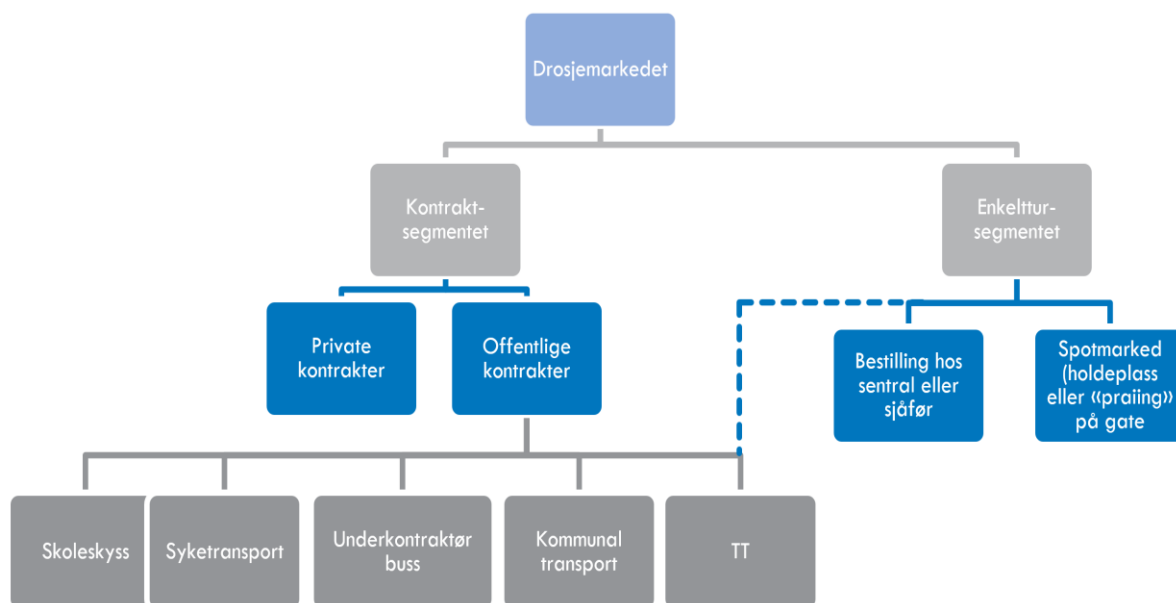 Drosjemarkedet
Kontrakt-
segmentet
Enkelttur-
segmentet
Private
kontrakter
Offentlige
kontrakter
Bestilling hos
sentral eller
sjåfør
Spotmarked
(holdeplass
eller «praiing»
på gate
Skoleskyss
Syketransport
Underkontraktør
buss
Kommunal
transport
TT